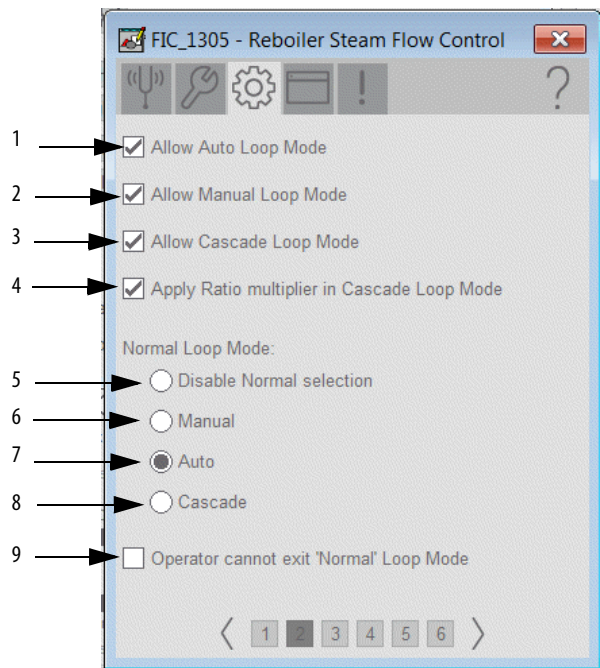 FIC_1305 - Reboiler Steam Flow Control
?
1 Allow Auto Loop Mode
2 Allow Manual Loop Mode
3 Allow Cascade Loop Mode
4 Apply Ratio multiplier in Cascade Loop Mode
Normal Loop Mode:
5 Disable Normal selection
6 Manual
7 Auto
8 Cascade
9 Operator cannot exit 'Normal' Loop Mode
1 2 3 4 5 6